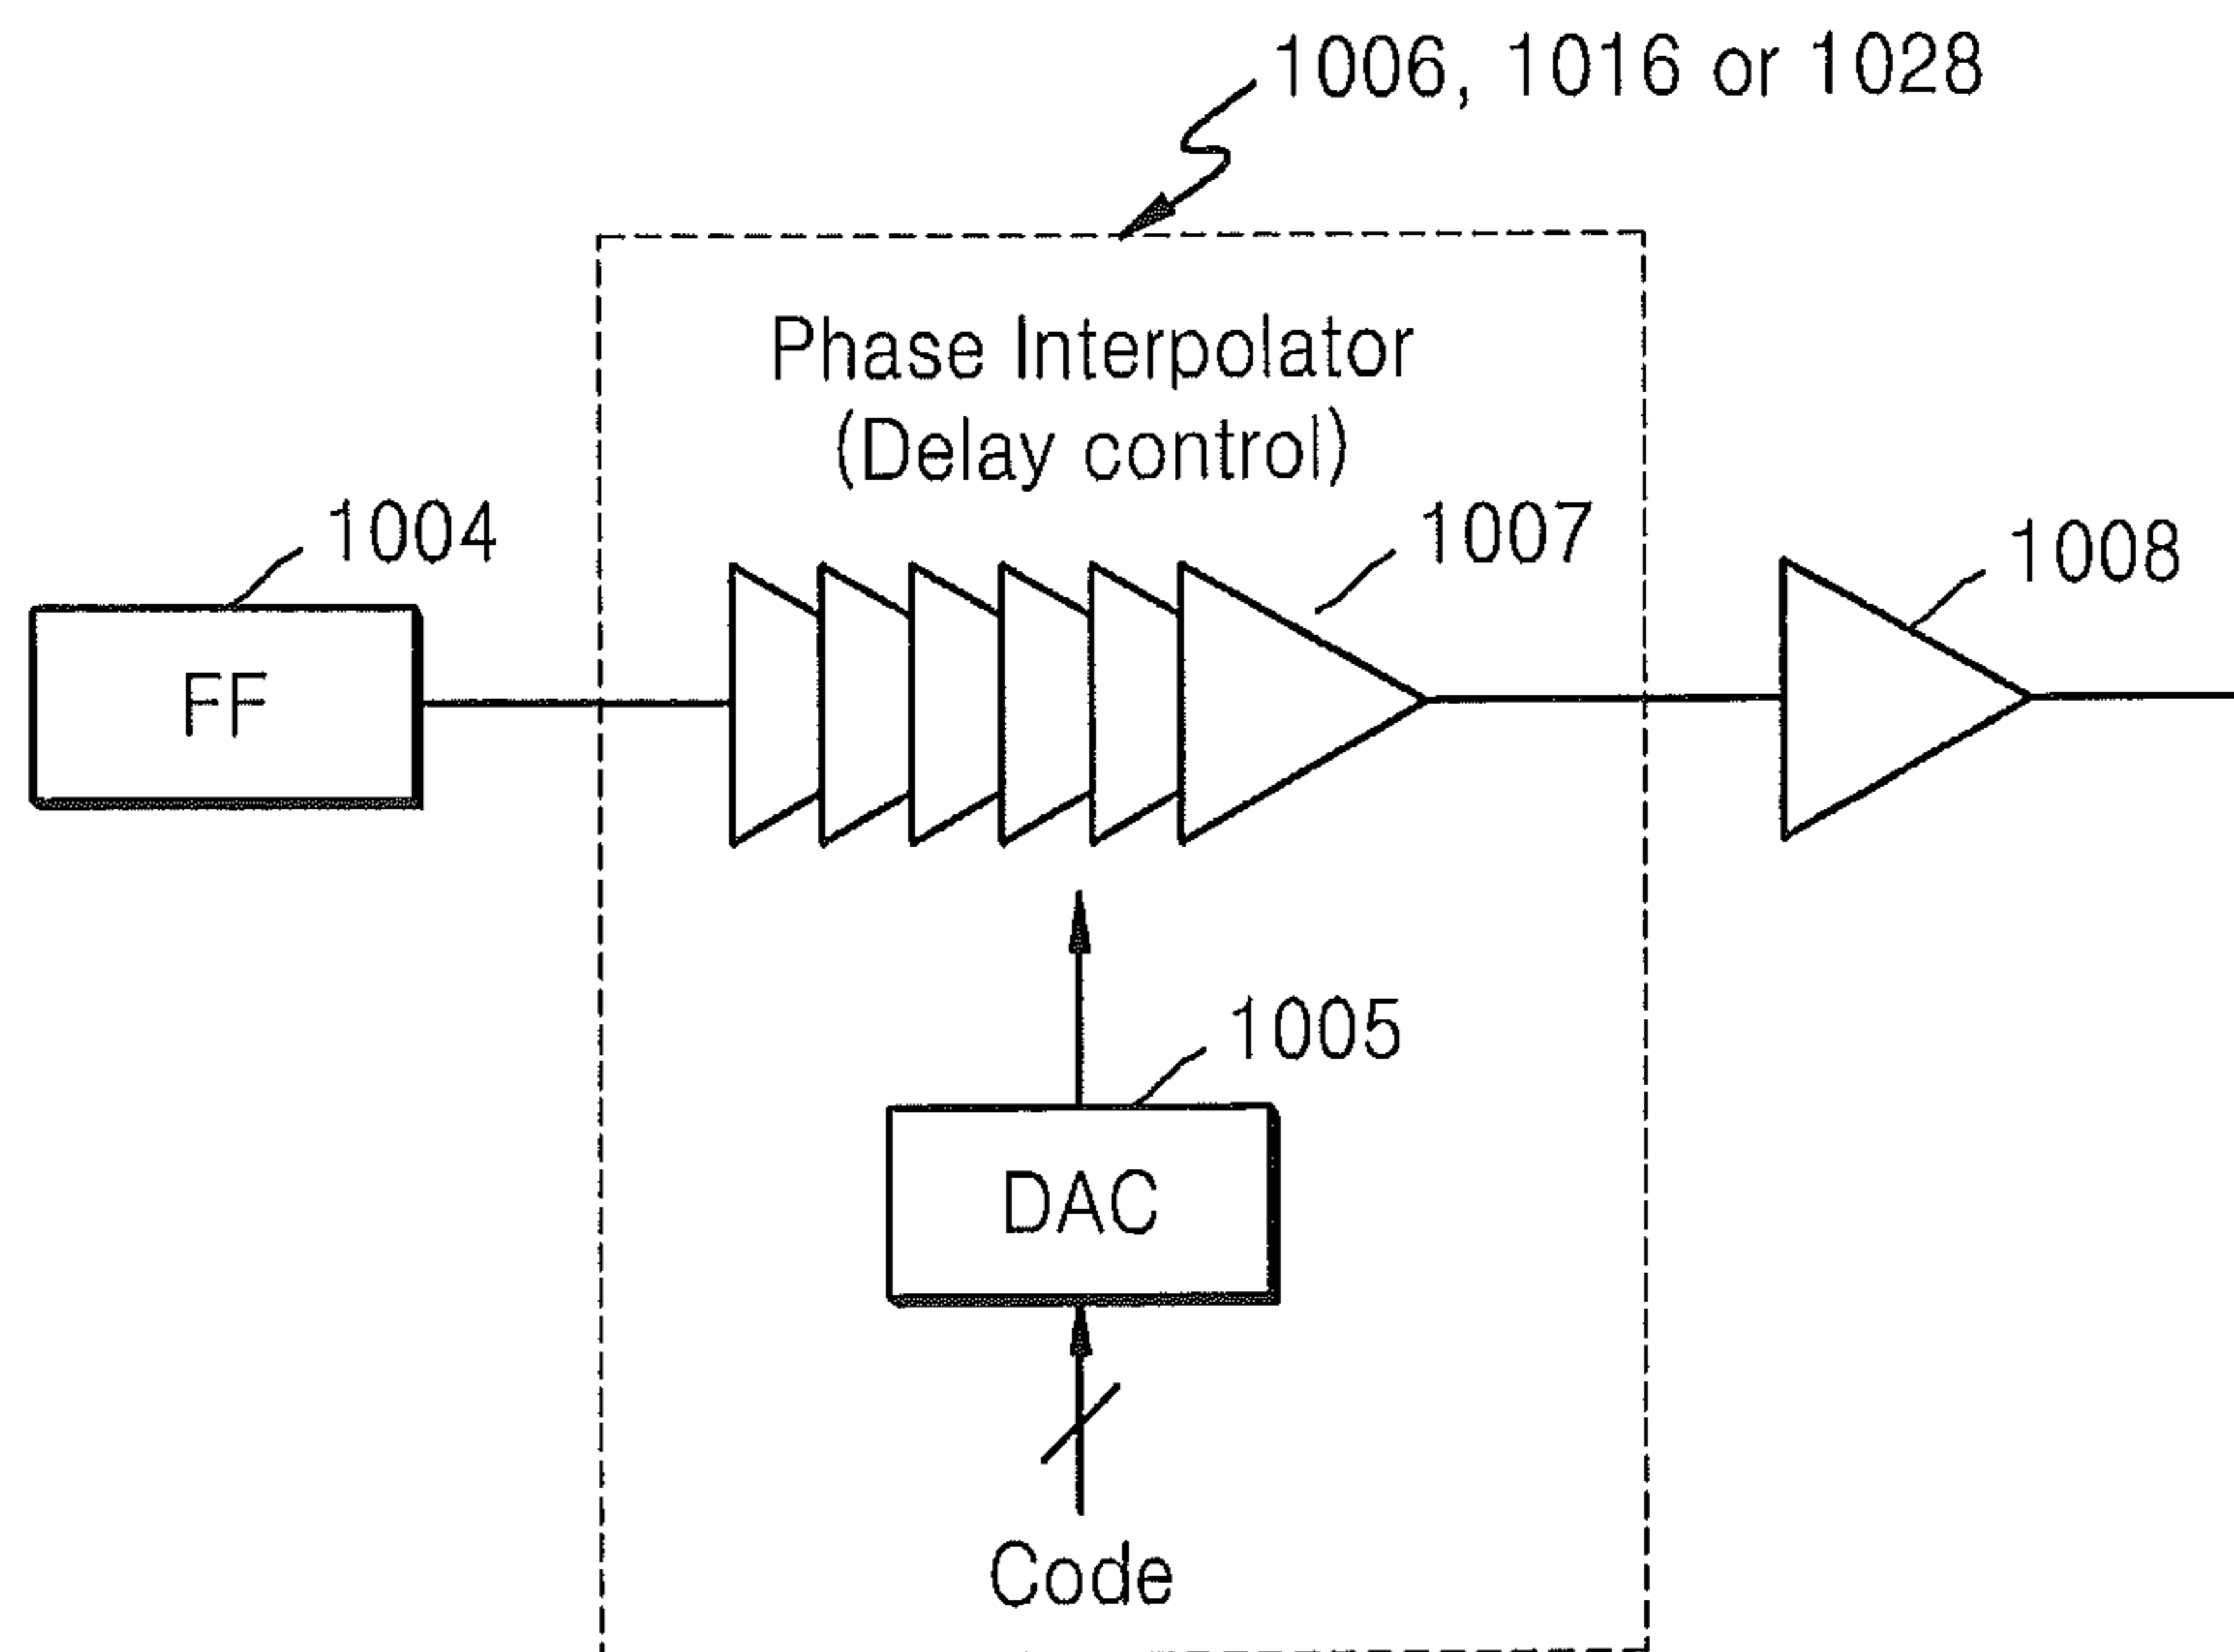 1006, 1016 or 1028
Phase Interpolator
(Delay control)
1004
1007
1008
FF
1005
DAC
Code